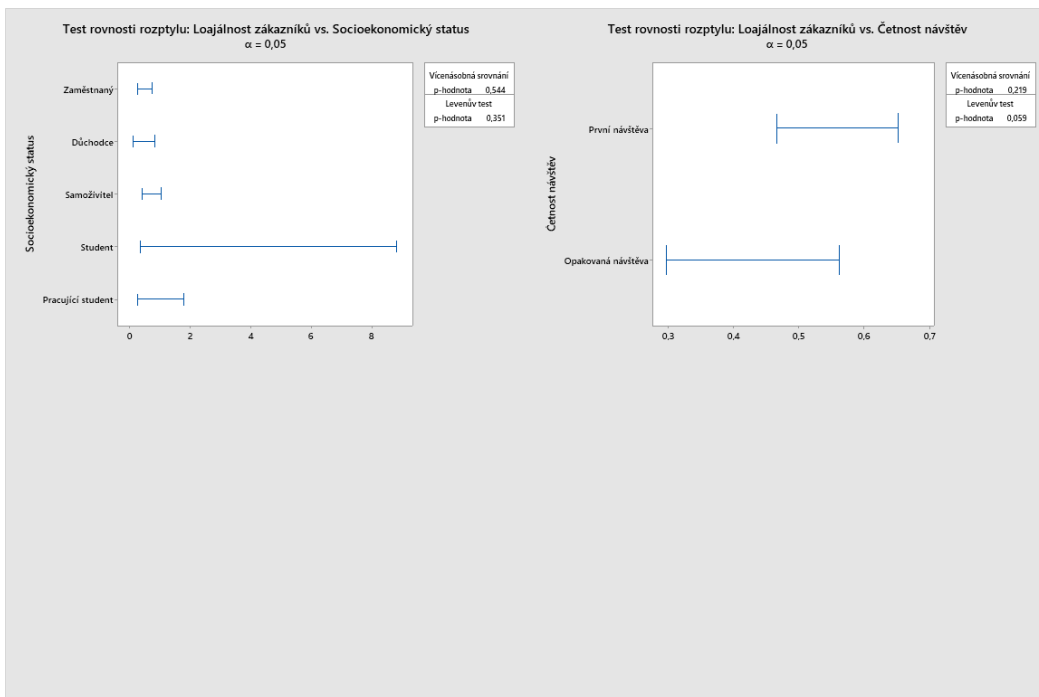 Test rovnosti rozptylu: Loajálnost zákazníků vs. Socioekonomický status
α = 0,05
Vícenásobná srovnání
p-hodnota 0,544
Levenův test
p-hodnota 0,351
Socioekonomický status
Zaměstnaný
Důchodce
Samožívítel
Student
Pracující student
0 2 4 6 8
Test rovnosti rozptylu: Loajálnost zákazníků vs. Četnost návštěv
α = 0,05
Vícenásobná srovnání
p-hodnota 0,219
Levenův test
p-hodnota 0,059
Četnost návštěv
První návštěva
Opakovaná návštěva
0,3 0,4 0,5 0,6 0,7